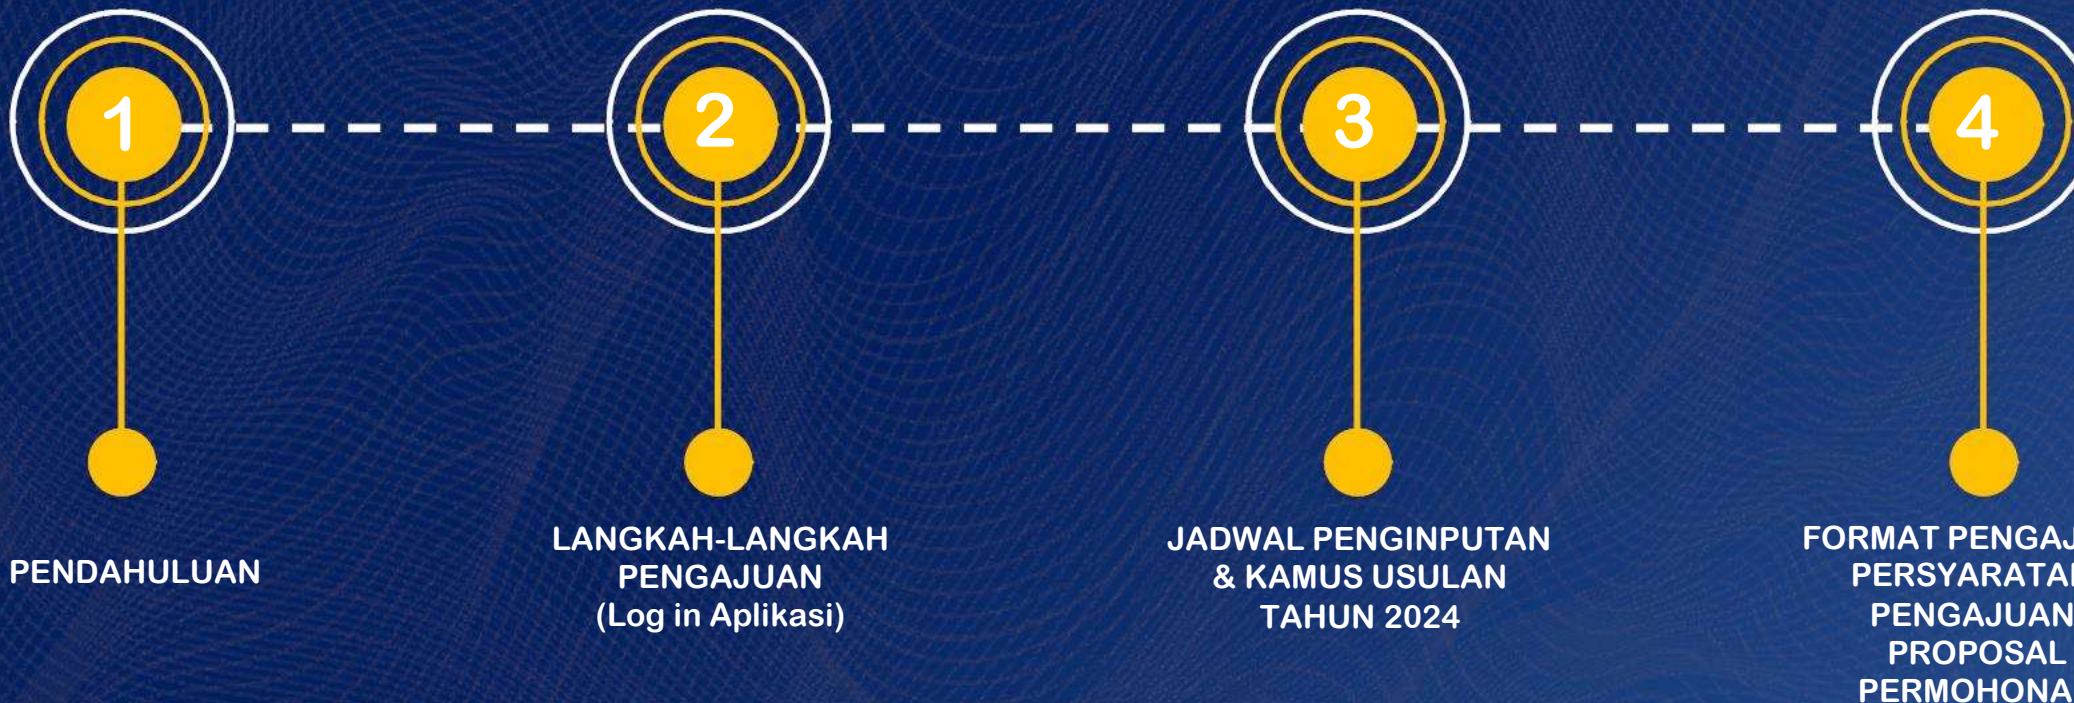 1
2
3
4
PENDAHULUAN
LANGKAH-LANGKAH
PENGAJUAN
(Log in Aplikasi)
JADWAL PENGINPUTAN
& KAMUS USULAN
TAHUN 2024
FORMAT
PENGAJUAN
PROPOSAL